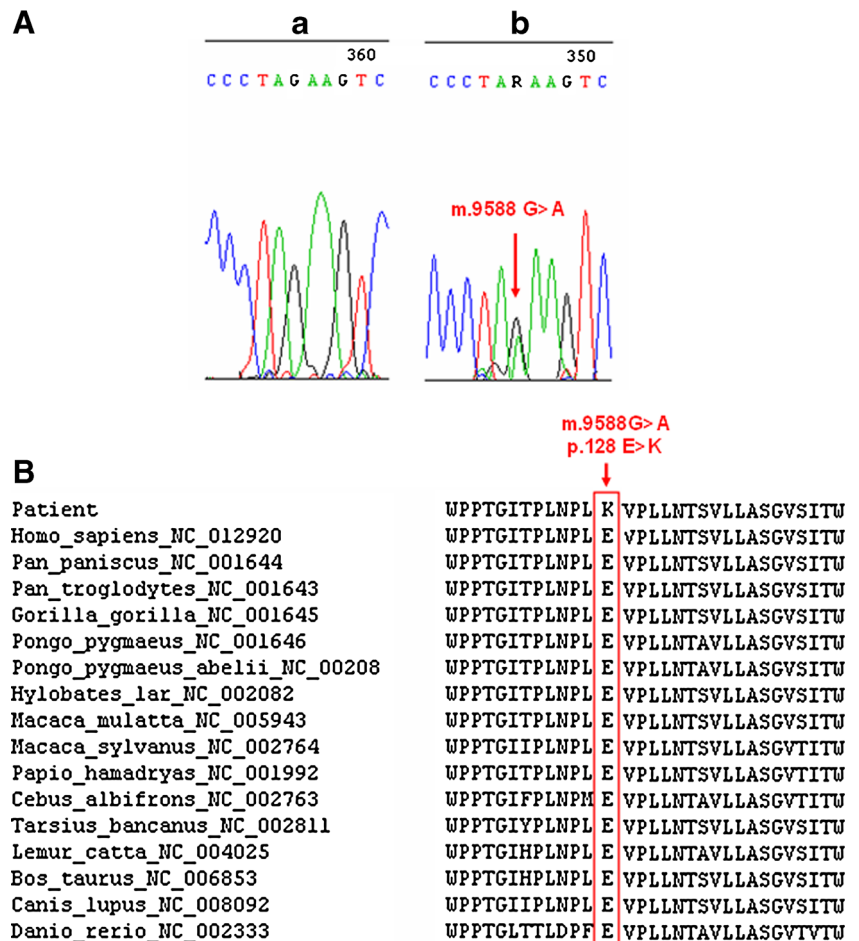 A
a b
360 350
CCCTAGAAGTC CCCTARAAGTC
m.9588 G>A
m.9588G>A
p.128 E>K
B
Patient WPPTGITPLNPL K VPLLNTSVLLASGVSITW
Homo_sapiens_NC_012920 WPPTGITPLNPL E VPLLNTSVLLASGVSITW
Pan_paniscus_NC_001644 WPPTGITPLNPL E VPLLNTSVLLASGVSITW
Pan_troglodytes_NC_001643 WPPTGITPLNPL E VPLLNTSVLLASGVSITW
Gorilla_gorilla_NC_001645 WPPTGITPLNPL E VPLLNTSVLLASGVSITW
Pongo_pygmaeus_NC_001646 WPPTGITPLNPL E VPLLNTAVLLASGVSITW
Pongo_pygmaeus_abelii_NC_00208 WPPTGITPLNPL E VPLLNTAVLLASGVSITW
Hylobates_lar_NC_002082 WPPTGITPLNPL E VPLLNTSVLLASGVSITW
Macaca_mulatta_NC_005943 WPPTGITPLNPL E VPLLNTSVLLASGVSITW
Macaca_sylvanus_NC_002764 WPPTGIIPLNPL E VPLLNTSVLLASGVTITW
Papio_hamadryas_NC_001992 WPPTGITPLNPL E VPLLNTSVLLASGVTITW
Cebus_albifrons_NC_002763 WPPTGIFPLNPM E VPLLNTAVLLASGVTITW
Tarsius_bancanus_NC_002811 WPPTGIYPLNPL E VPLLNTSVLLASGVSITW
Lemur_catta_NC_004025 WPPTGIHPLNPL E VPLLNTAVLLASGVSITW
Bos_taurus_NC_006853 WPPTGIHPLNPL E VPLLNTSVLLASGVSITW
Canis_lupus_NC_008092 WPPTGIIPLNPL E VPLLNTSVLLASGVSITW
Danio_rerio_NC_002333 WPPTGLTTLDPF E VPLLNTAVLLASGVTVTW